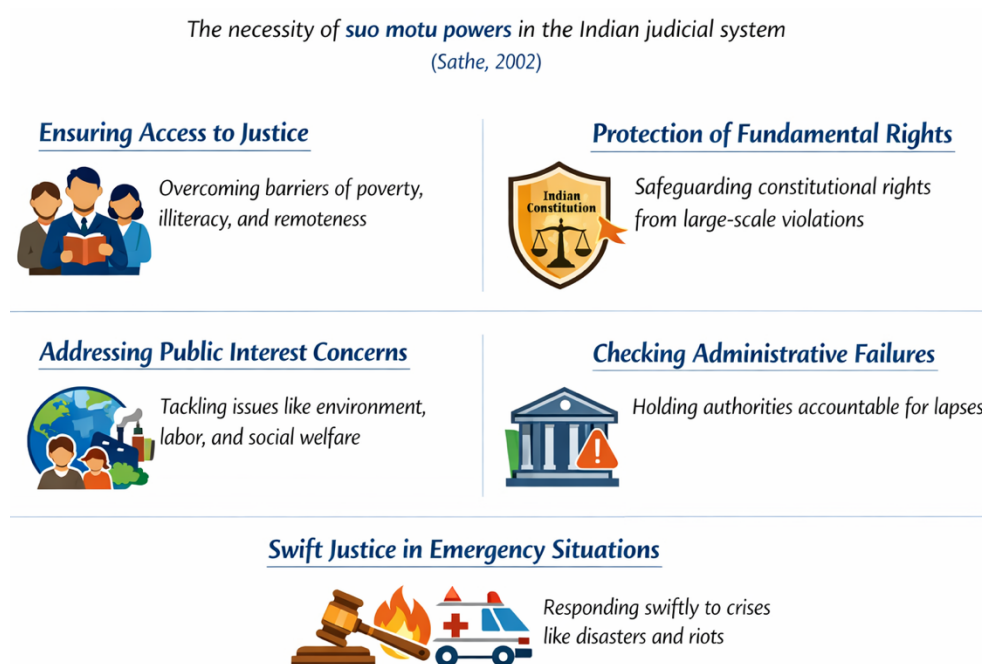 The necessity of suo motu powers in the Indian judicial system
(Sathe, 2002)
Ensuring Access to Justice
Overcoming barriers of poverty,
illiteracy, and remoteness
Protection of Fundamental Rights
Indian
Constitution
Safeguarding constitutional rights
from large-scale violations
Addressing Public Interest Concerns
Tackling issues like environment,
labor, and social welfare
Checking Administrative Failures
Holding authorities accountable for lapses
Swift Justice in Emergency Situations
Responding swiftly to crises
like disasters and riots